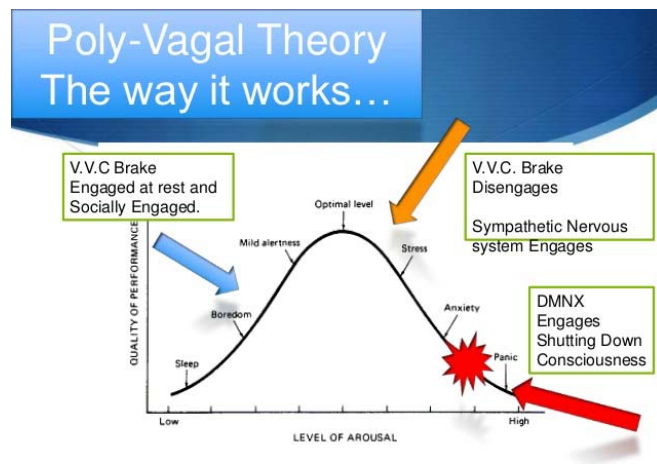 Poly-Vagal Theory
The way it works…
V.V.C Brake
Engaged at rest and
Socially Engaged.
V.V.C. Brake
Disengages
Sympathetic Nervous
system Engages
DMNX
Engages
Shutting Down
Consciousness
QUALITY OF PERFORMANCE
Sleep
Boredom
Mild alertness
Optimal level
Stress
Anxiety
Panic
Low
High
LEVEL OF AROUSAL